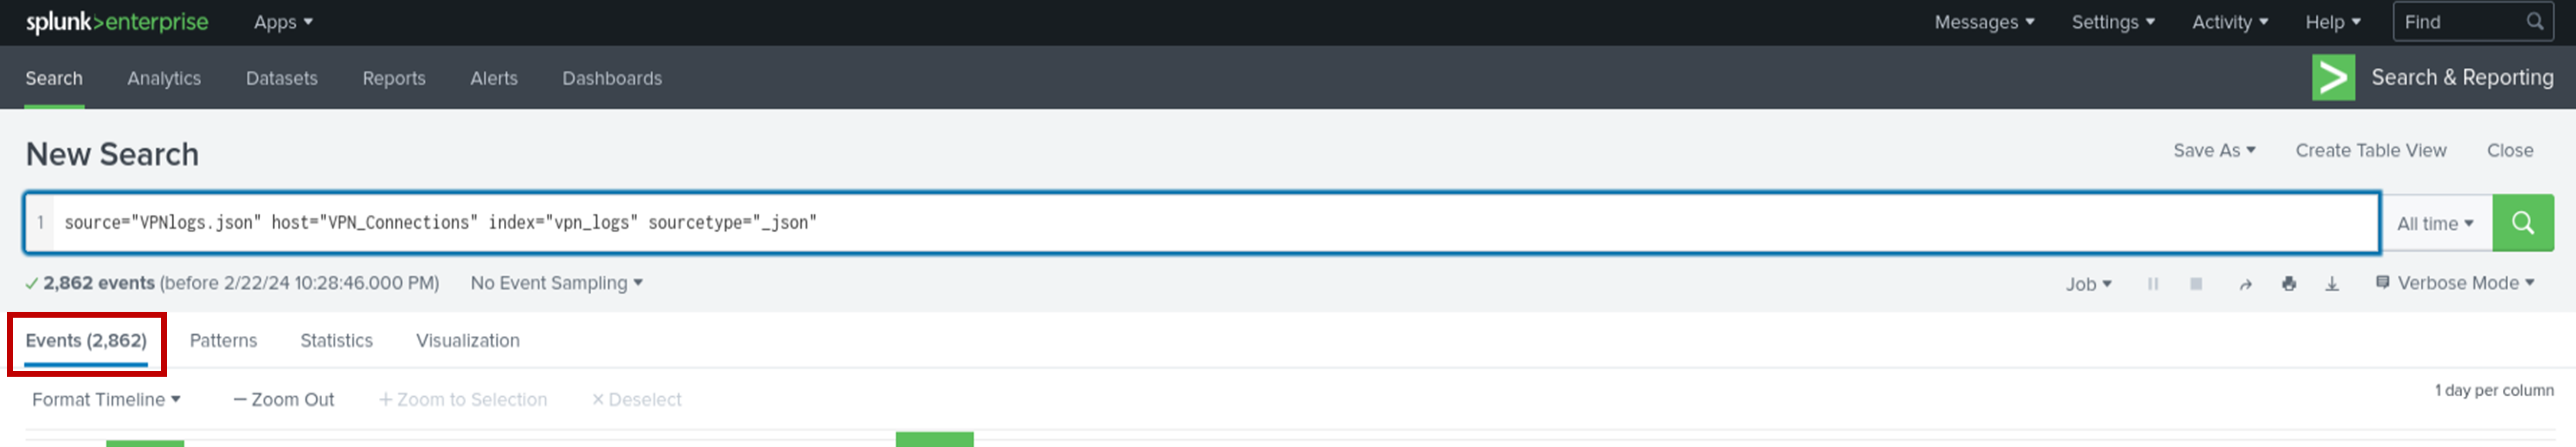 splunk>enterprise Apps Messages Settings Activity Help Find
Search Analytics Datasets Reports Alerts Dashboards Search & Reporting
New Search Save As Create Table View Close
1 source="VPNlogs.json" host="VPN_Connections" index="vpn_logs" sourcetype="_json" All time
2,862 events (before 2/22/24 10:28:46.000 PM) No Event Sampling Job Verbose Mode
Events (2,862) Patterns Statistics Visualization
Format Timeline — Zoom Out + Zoom to Selection × Deselect 1 day per column